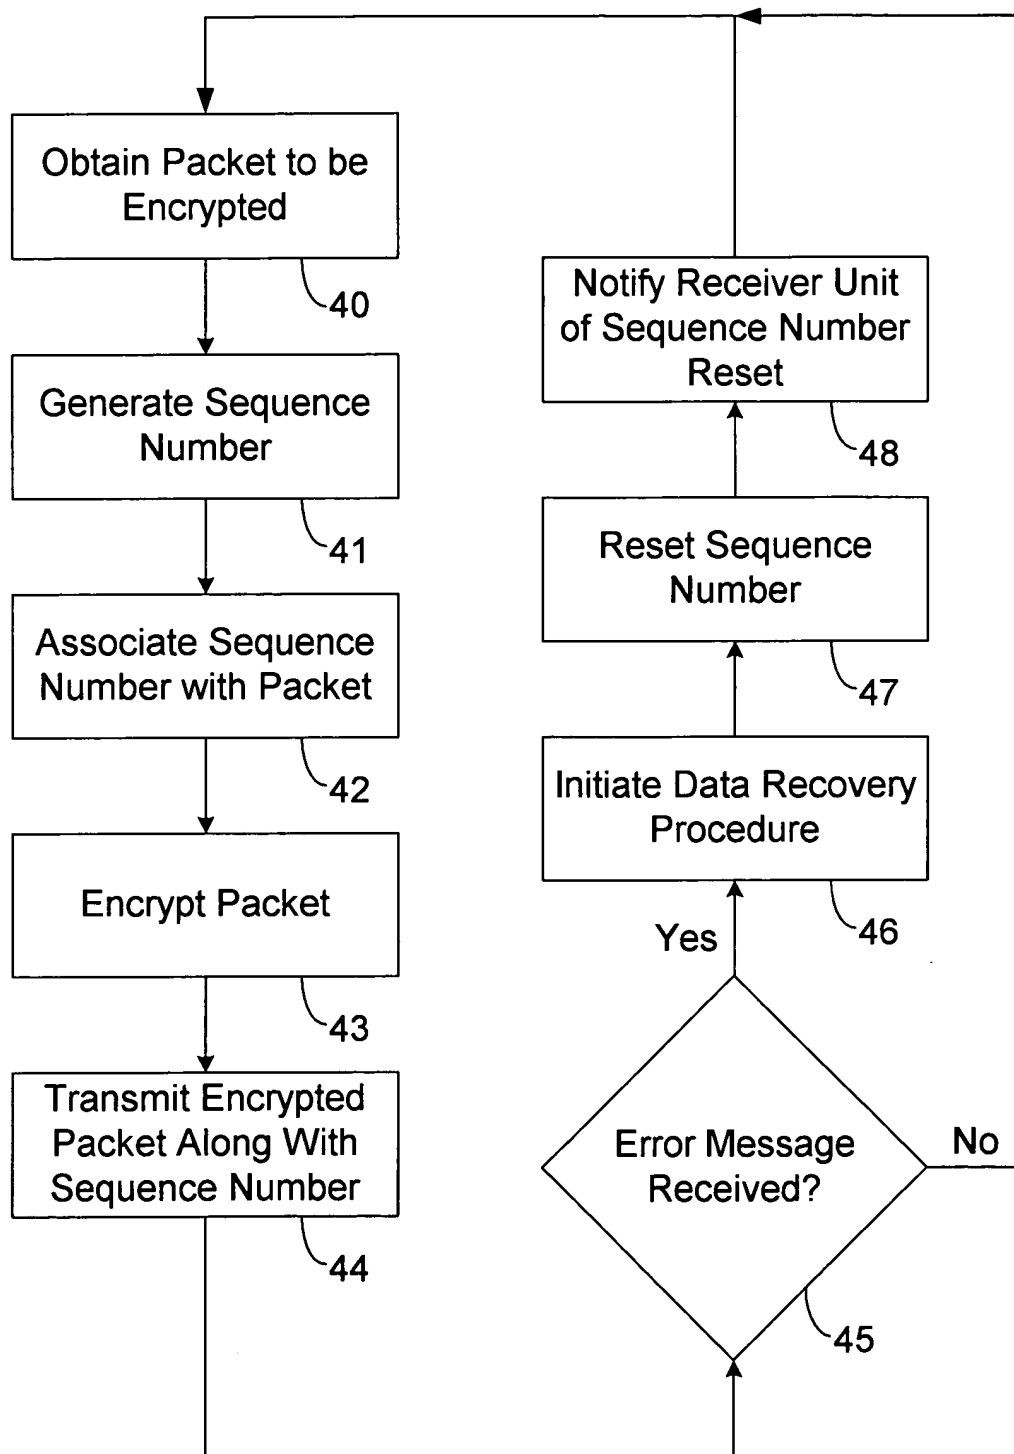 Obtain Packet to be
Encrypted
40
Generate Sequence
Number
41
Associate Sequence
Number with Packet
42
Encrypt Packet
43
Transmit Encrypted
Packet Along With
Sequence Number
44
Error Message
Received?
45
No
Yes
Initiate Data Recovery
Procedure
46
Reset Sequence
Number
47
Notify Receiver Unit
of Sequence Number
Reset
48